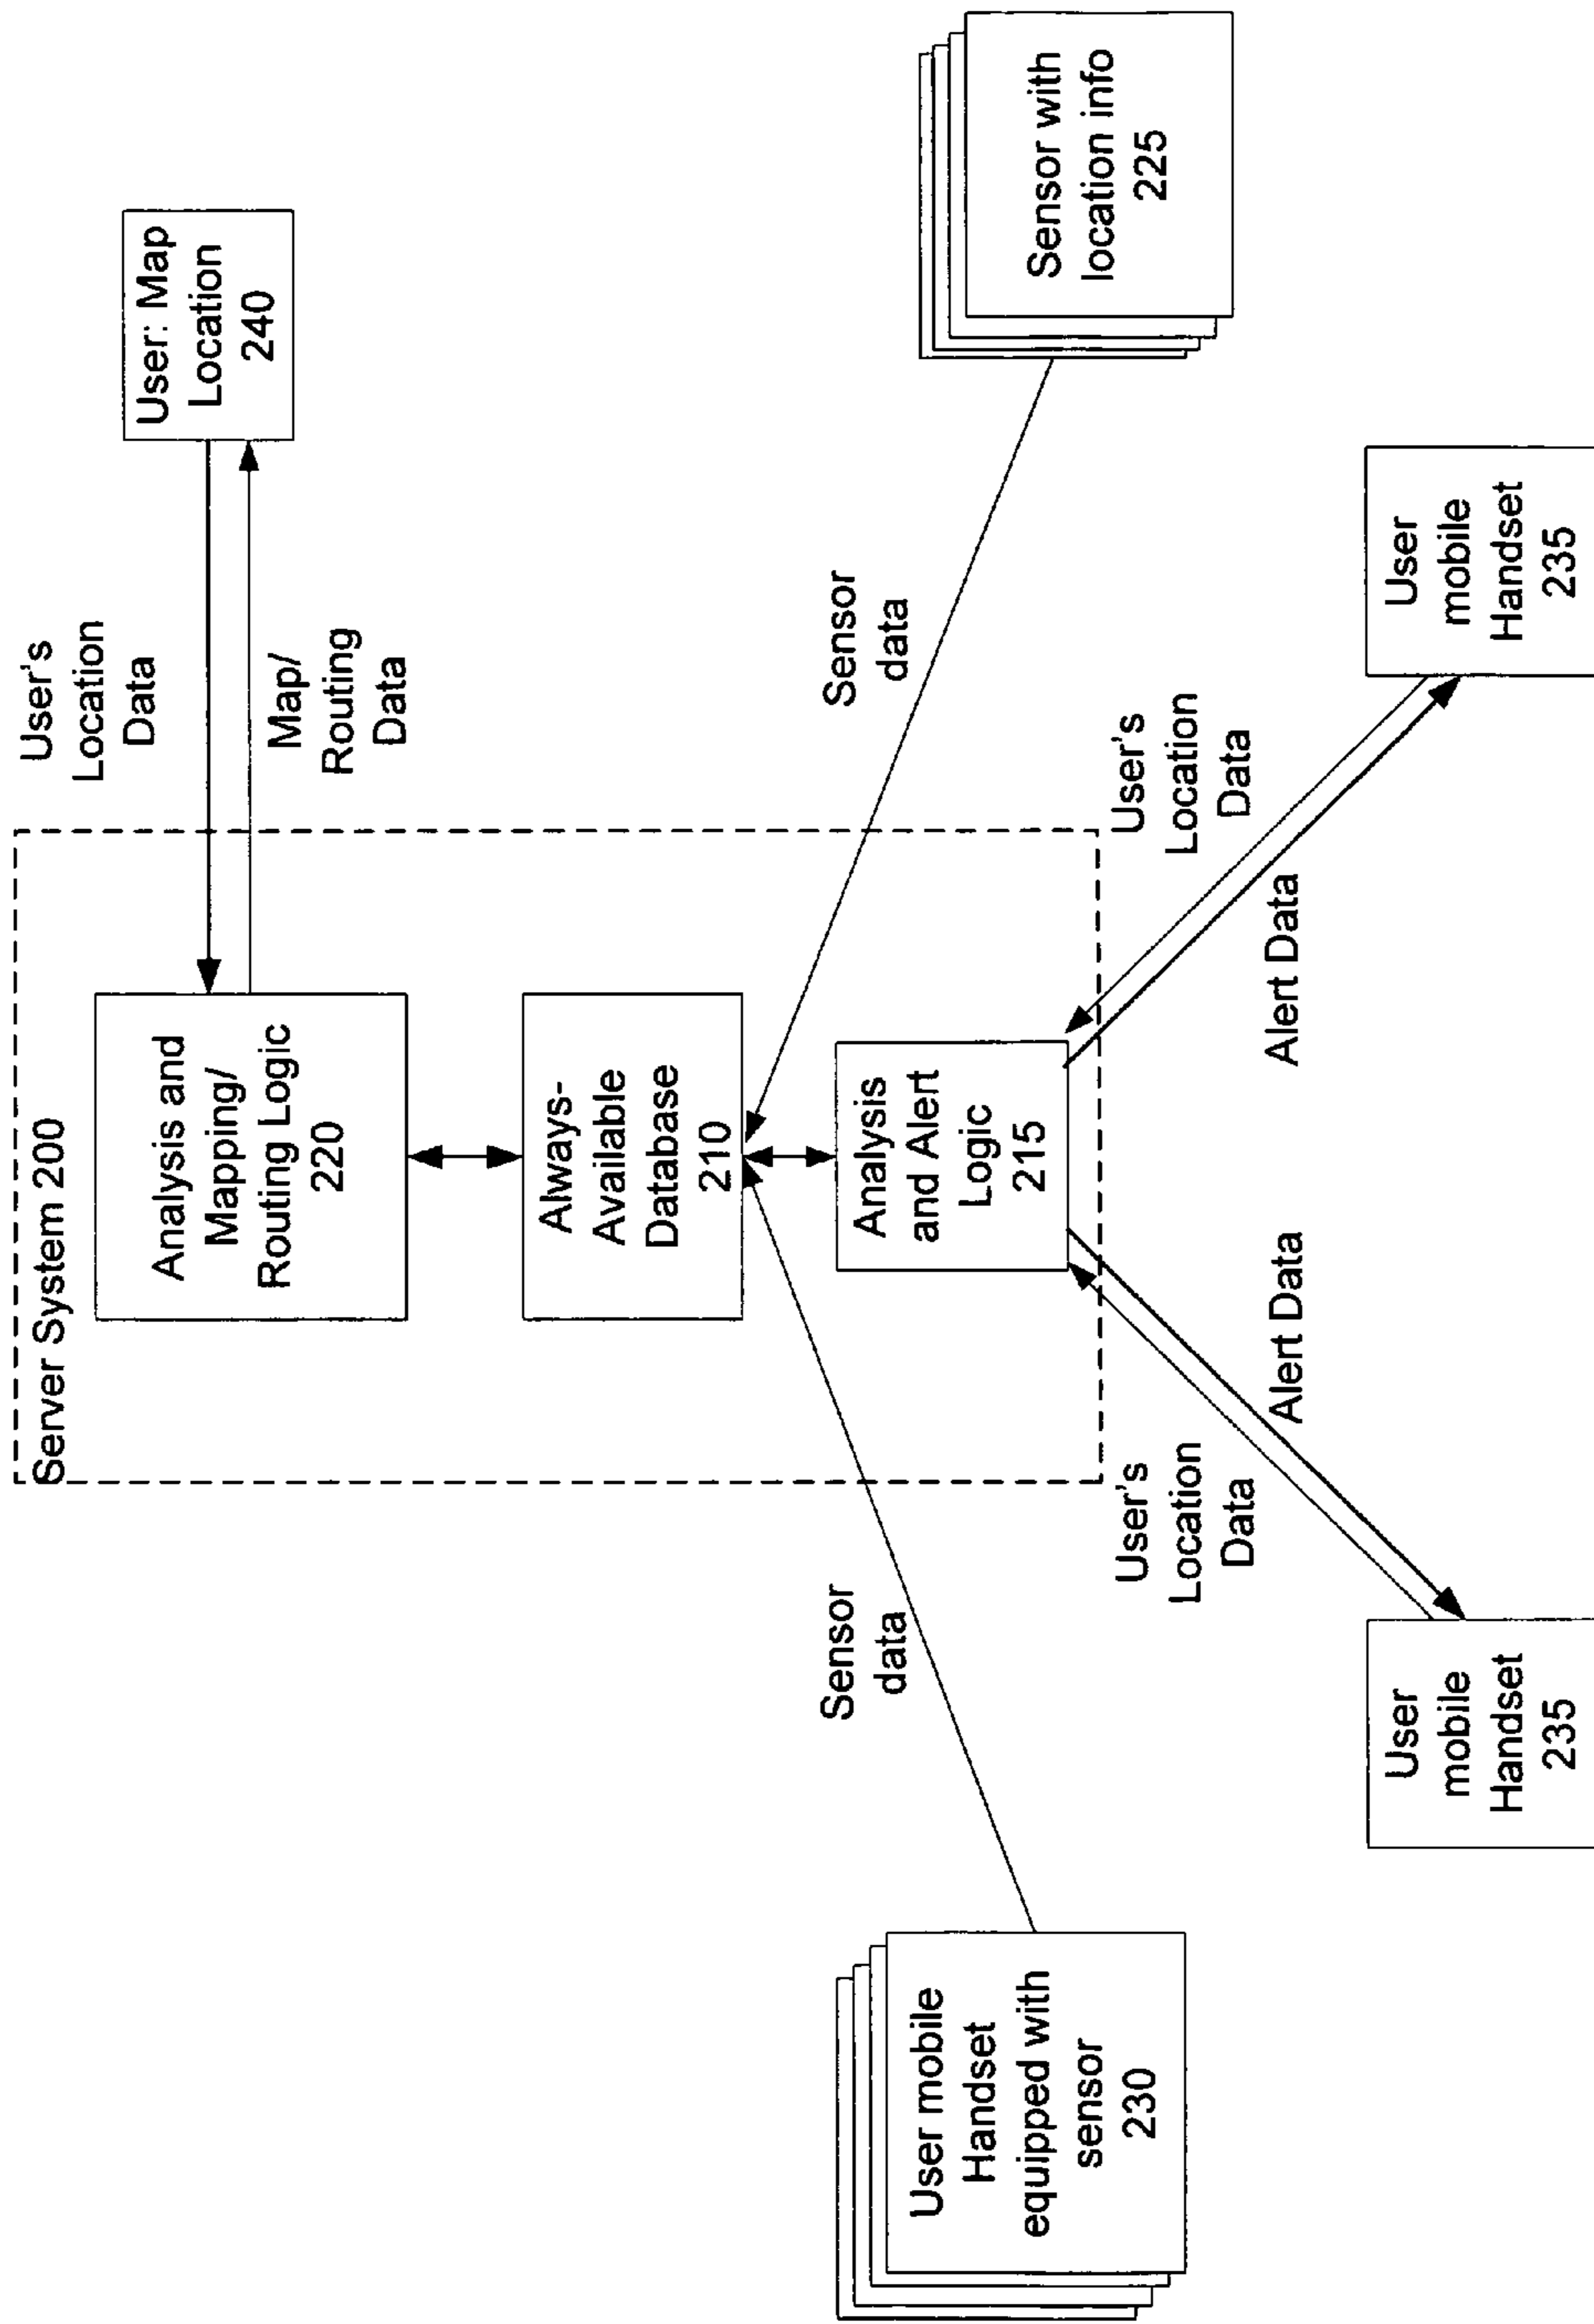 Server System 200
Analysis and
Mapping/
Routing Logic
220
User's
Location
Data
Map/
Routing
Data
User: Map
Location
240
Always-
Available
Database
210
Sensor
data
Sensor
data
User mobile
Handset
equipped with
sensor
230
Analysis
and Alert
Logic
215
Sensor with
location info
225
User's
Location
Data
Alert Data
User's
Location
Data
Alert Data
User
mobile
Handset
235
User
mobile
Handset
235